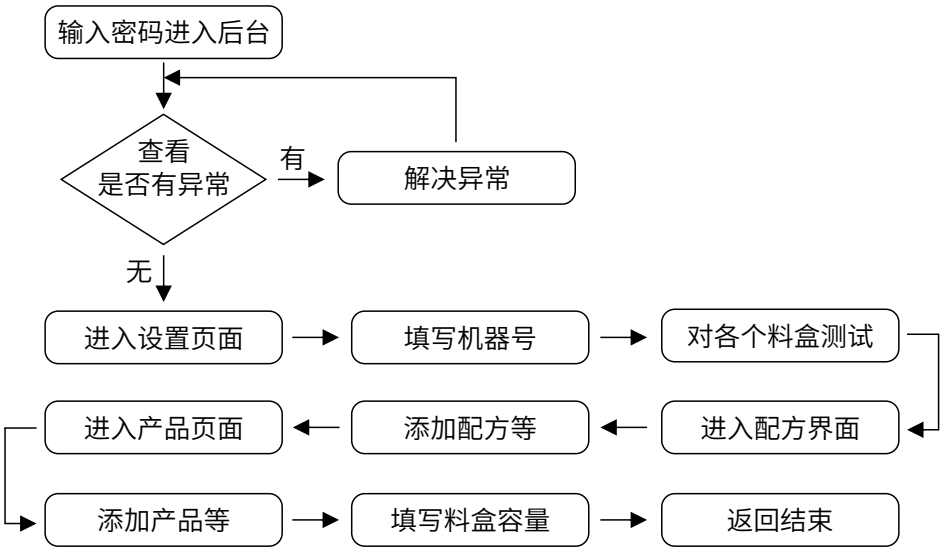 输入密码进入后台
查看
是否有异常
有
解决异常
无
进入设置页面
填写机器号
对各个料盒测试
进入配方界面
添加配方等
进入产品页面
添加产品等
填写料盒容量
返回结束